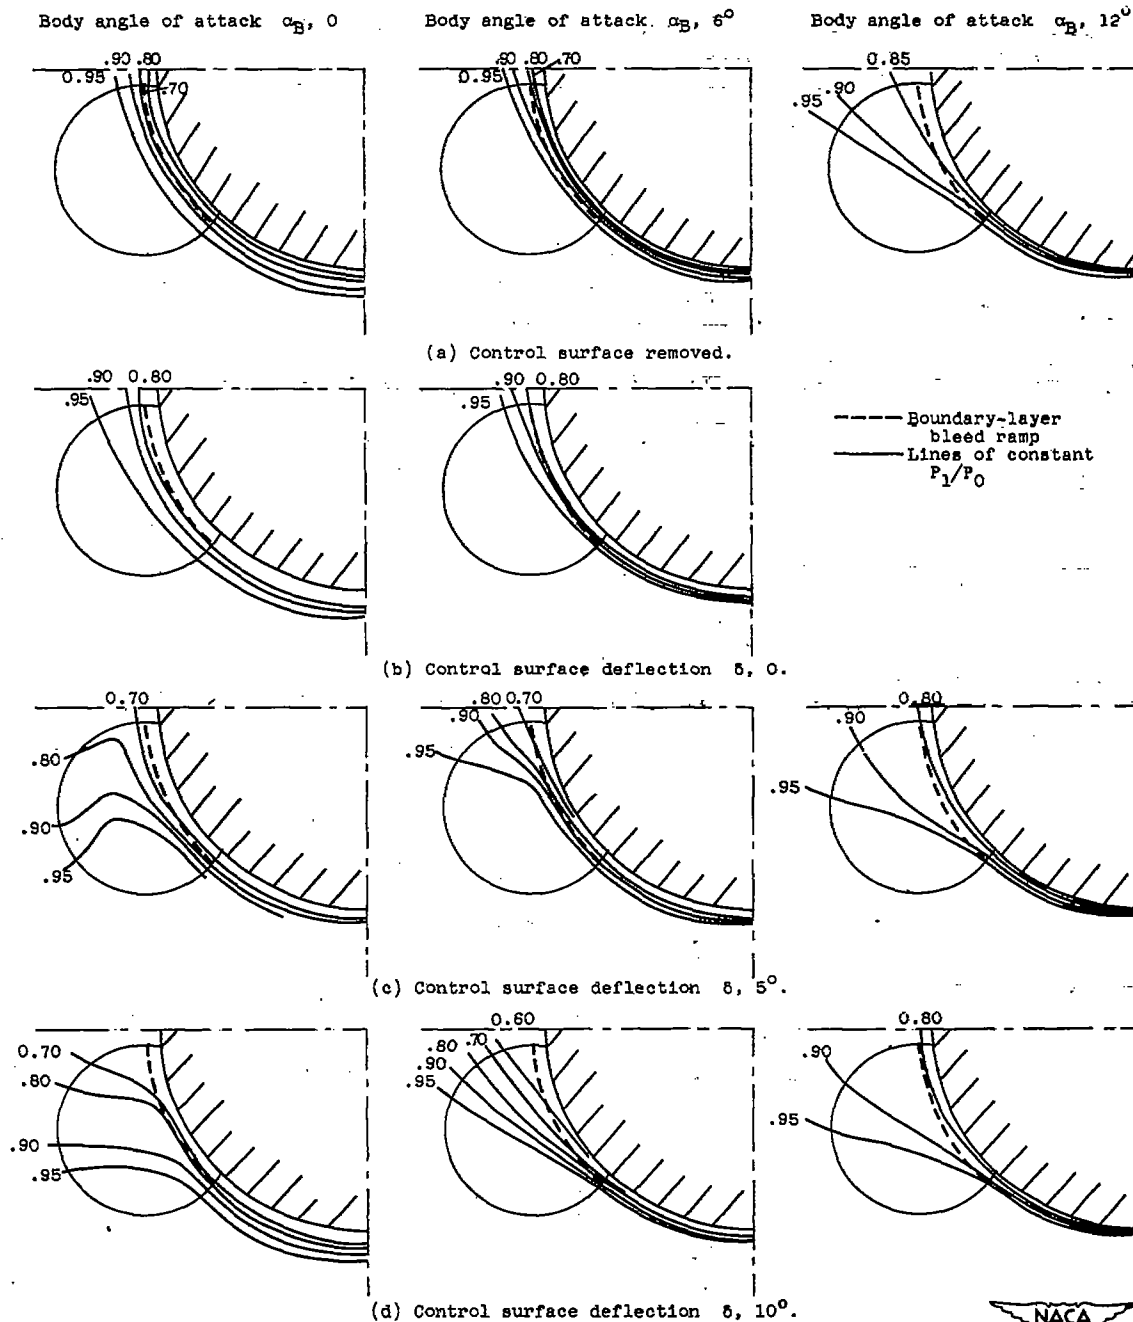 Body angle of attack αB, 0
Body angle of attack αB, 6°
Body angle of attack αB, 12°
.90 .80
0.95
.70
.80 .80 .70
0.95
0.85
.90
.95
(a) Control surface removed.
.90 0.80
.95
.90 0.80
.95
Boundary-layer
bleed ramp
Lines of constant
P1/P0
(b) Control surface deflection δ, 0.
0.70
.80
.90
.95
.80 0.70
.90
.95
0.80
.90
.95
(c) Control surface deflection δ, 5°.
0.70
.80
.90
.95
0.60
.70
.80
.90
.95
0.80
.90
.95
(d) Control surface deflection δ, 10°.
NACA